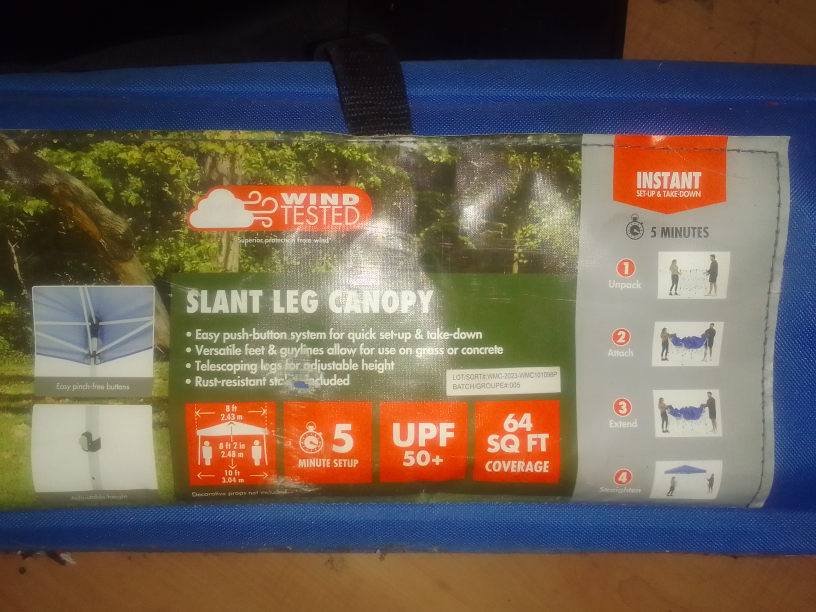 WIND
TESTED
Superior protection from wind
INSTANT
SET-UP & TAKE-DOWN
5 MINUTES
1
Unpack
2
Attach
3
Extend
4
Straighten
SLANT LEG CANOPY
• Easy push-button system for quick set-up & take-down
• Versatile feet & guylines allow for use on grass or concrete
• Telescoping legs for adjustable height
• Rust-resistant included
LOT/SORT#:WMC-2023-WMC101098P
BATCH/GROUPE#:005
Easy pinch-free buttons
Adjustable height
8 ft
2.43 m
8 ft 2 in
2.48 m
10 ft
3.04 m
5
MINUTE SETUP
UPF
50+
64
SQ FT
COVERAGE
Decorative props not included